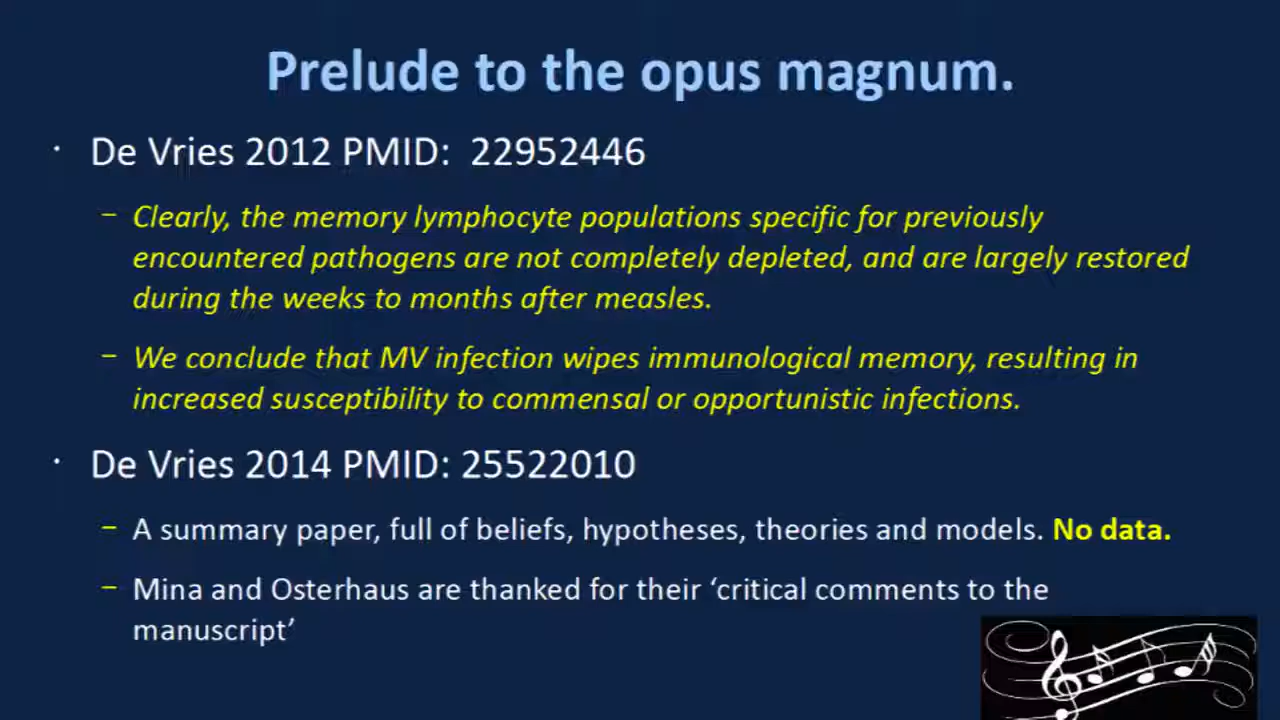 Prelude to the opus magnum.
· De Vries 2012 PMID:  22952446
– Clearly, the memory lymphocyte populations specific for previously
encountered pathogens are not completely depleted, and are largely restored
during the weeks to months after measles.
– We conclude that MV infection wipes immunological memory, resulting in
increased susceptibility to commensal or opportunistic infections.
· De Vries 2014 PMID: 25522010
– A summary paper, full of beliefs, hypotheses, theories and models. No data.
– Mina and Osterhaus are thanked for their ‘critical comments to the
manuscript’